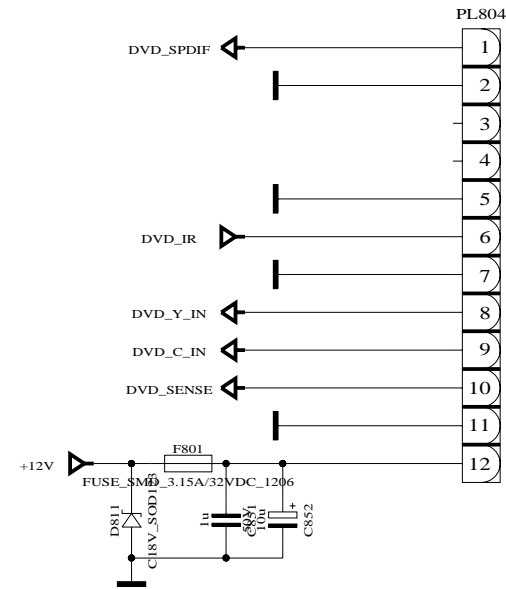 PL804
DVD_SPDIF
1
2
3
4
5
DVD_IR
6
7
DVD_Y_IN
8
DVD_C_IN
9
DVD_SENSE
10
11
F801
+12V
12
FUSE_SMD_3.15A/32VDC_1206
D811
C18V_SOD123
1u
50V
C851
10u
+
C852